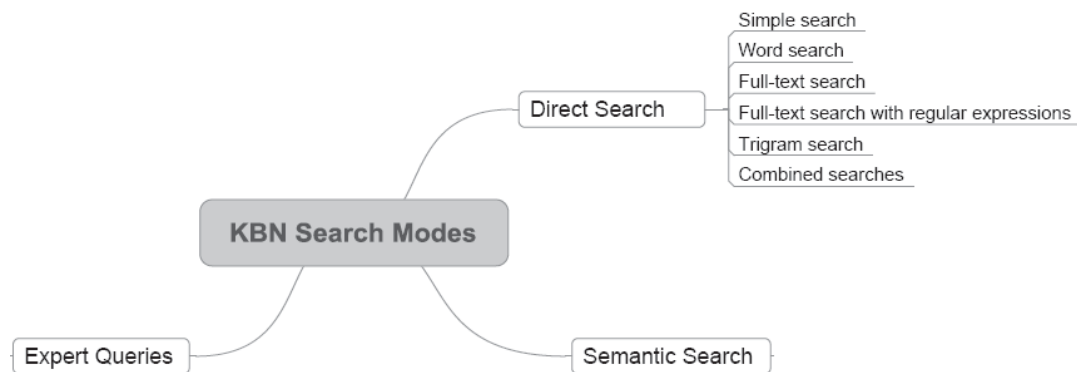 Simple search
Word search
Full-text search
Direct Search
Full-text search with regular expressions
Trigram search
Combined searches
KBN Search Modes
Expert Queries
Semantic Search